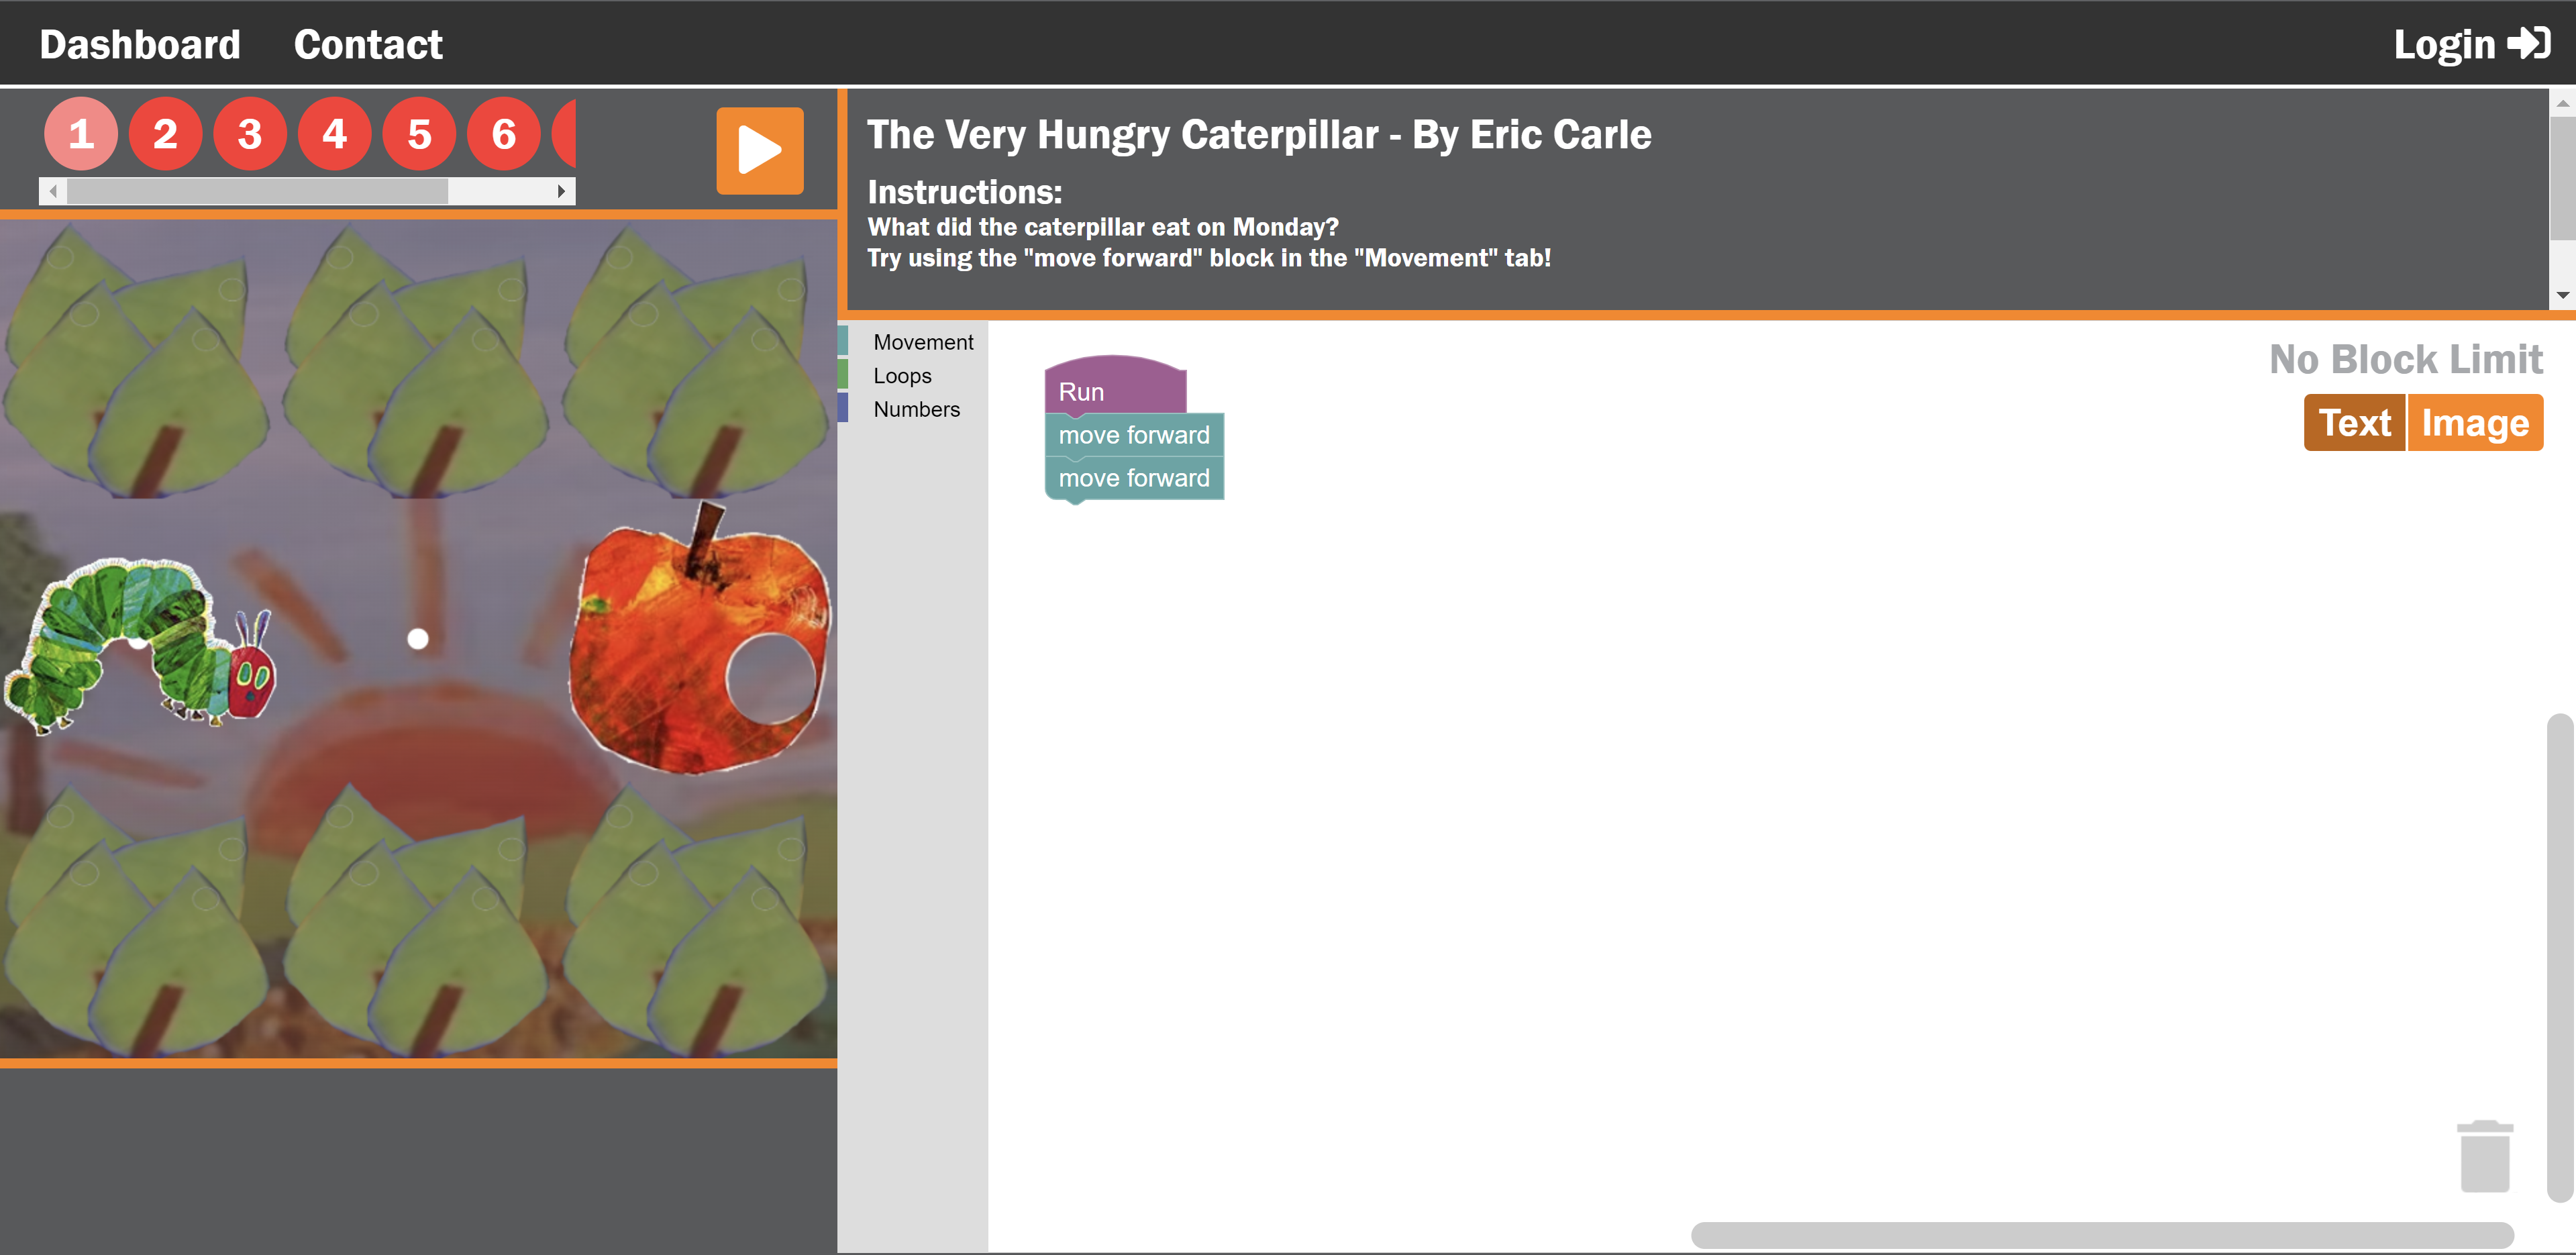 Dashboard Contact Login
1 2 3 4 5 6
The Very Hungry Caterpillar - By Eric Carle
Instructions:
What did the caterpillar eat on Monday?
Try using the "move forward" block in the "Movement" tab!
Movement
Loops
Numbers
Run
move forward
move forward
No Block Limit
Text Image